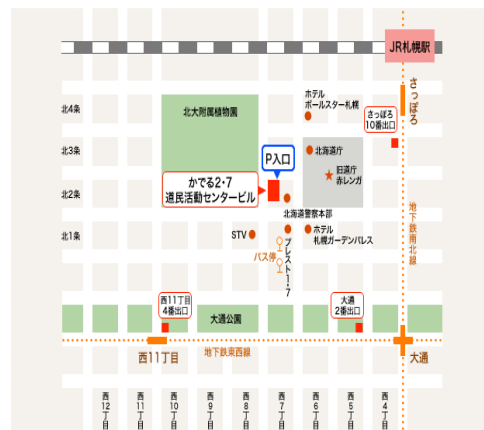 JR札幌駅
さっぽろ
ホテル
ポールスター札幌
北4条
北大附属植物園
さっぽろ
10番出口
北3条
P入口
北海道庁
旧道庁
赤レンガ
かでる2・7
道民活動センタービル
北2条
北海道警察本部
地下鉄南北線
北1条
STV
バス停
プレスト1・7
ホテル
札幌ガーデンパレス
西11丁目
4番出口
大通公園
大通
2番出口
西11丁目
地下鉄東西線
大通
西12丁目
西11丁目
西10丁目
西9丁目
西8丁目
西7丁目
西6丁目
西5丁目
西4丁目